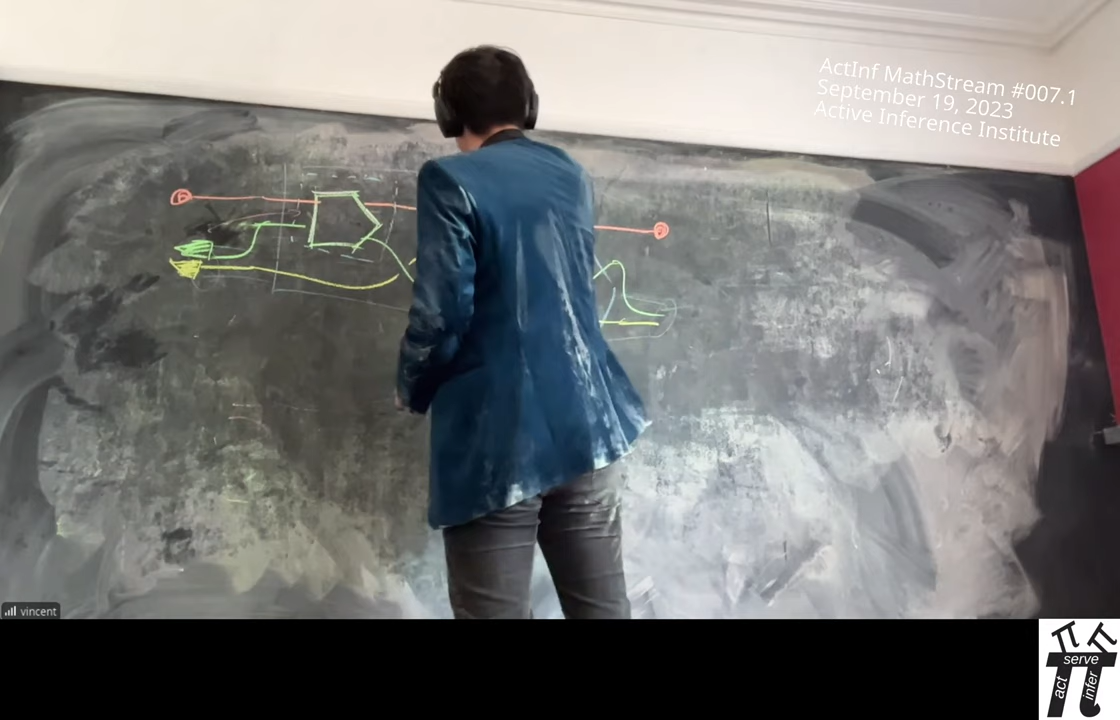 ActInf MathStream #007.1
September 19, 2023
Active Inference Institute
vincent
π π
serve
π
act
infer